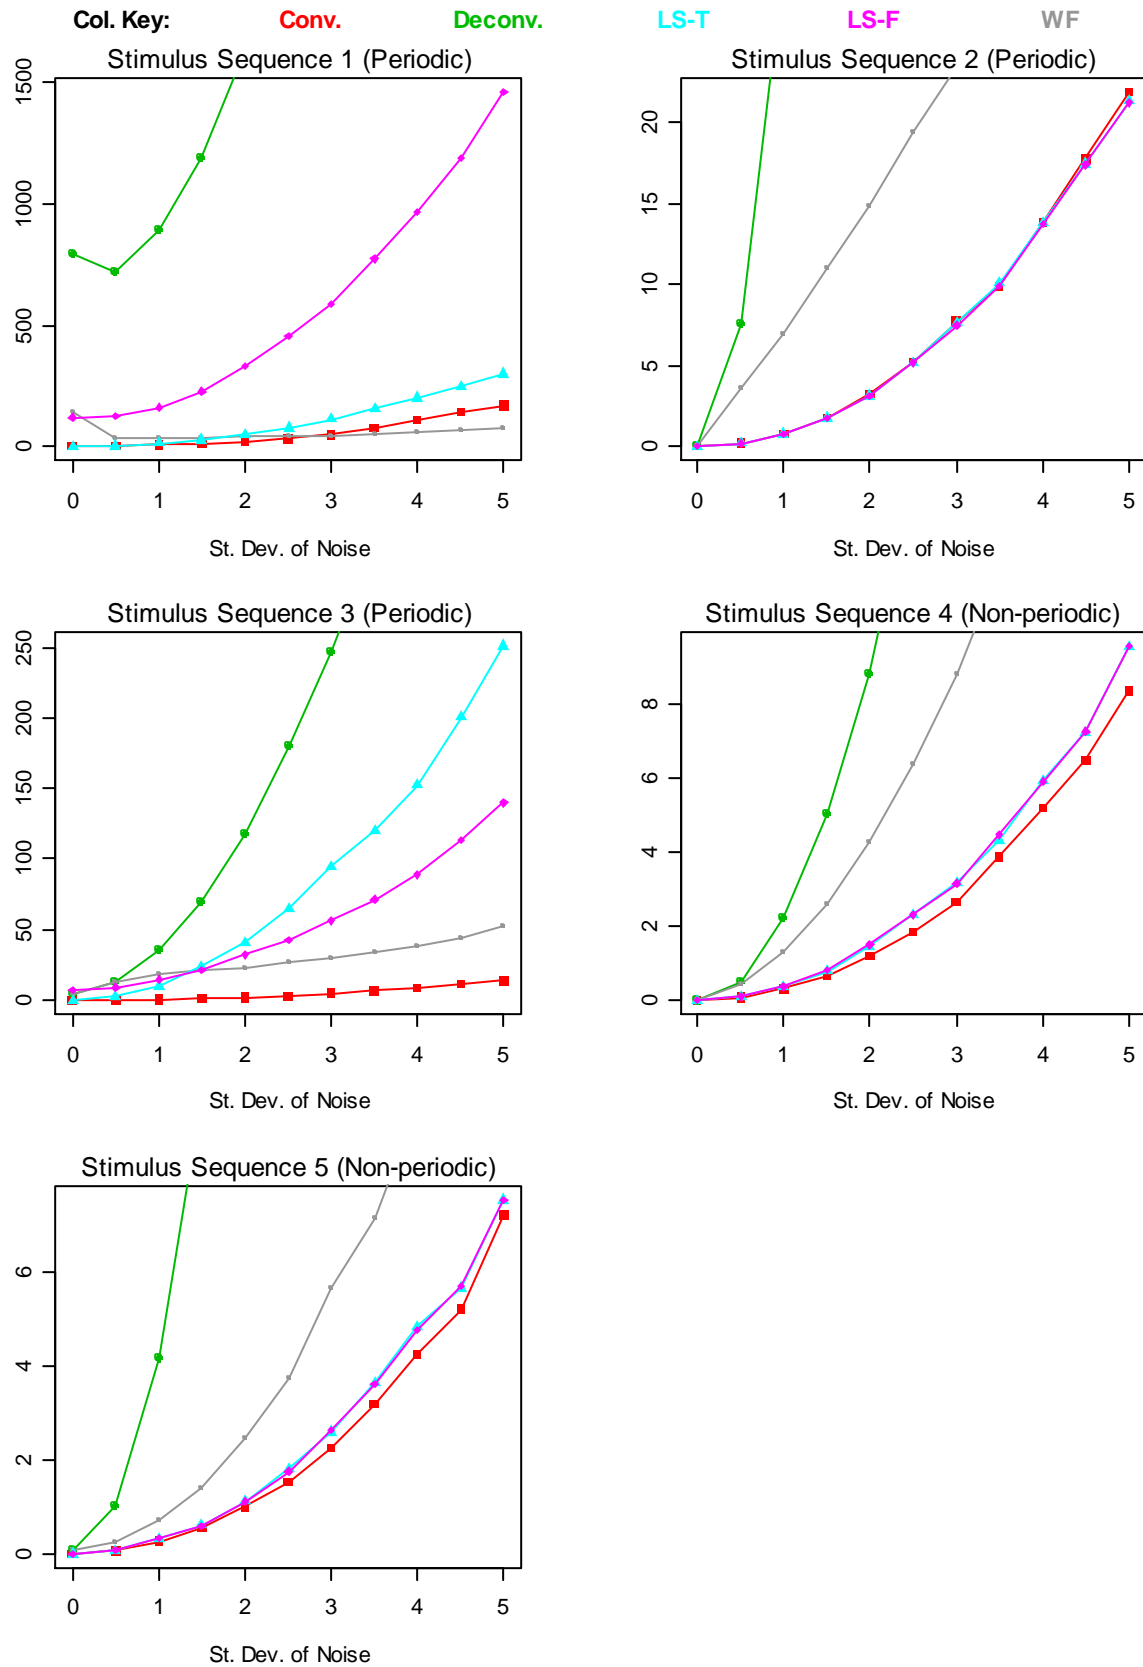 Col. Key: Conv. Deconv. LS-T LS-F WF
Stimulus Sequence 1 (Periodic)
1500
1000
500
0
0 1 2 3 4 5
St. Dev. of Noise
Stimulus Sequence 2 (Periodic)
20
15
10
5
0
0 1 2 3 4 5
St. Dev. of Noise
Stimulus Sequence 3 (Periodic)
250
200
150
100
50
0
0 1 2 3 4 5
St. Dev. of Noise
Stimulus Sequence 4 (Non-periodic)
8
6
4
2
0
0 1 2 3 4 5
St. Dev. of Noise
Stimulus Sequence 5 (Non-periodic)
6
4
2
0
0 1 2 3 4 5
St. Dev. of Noise